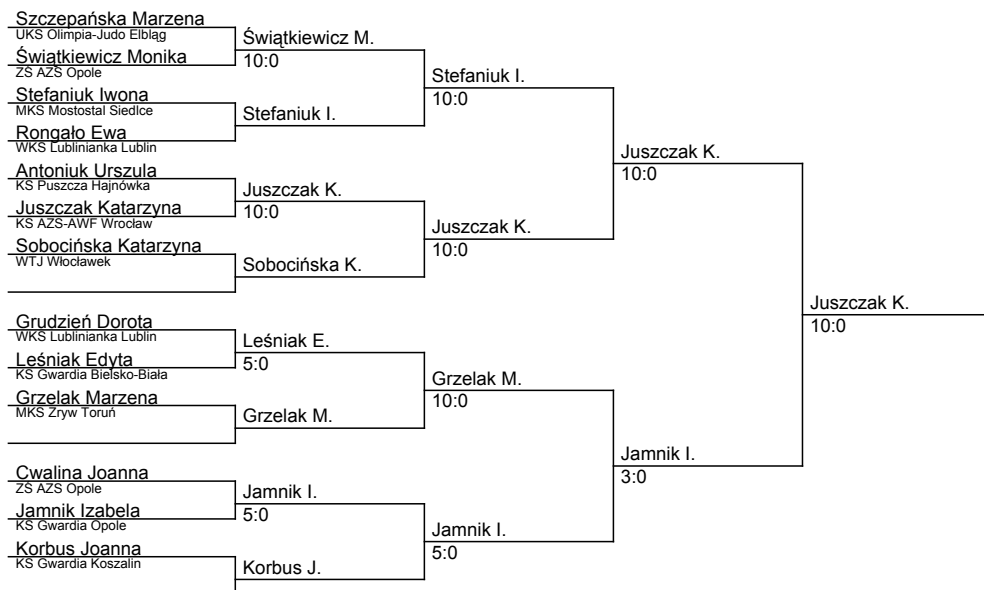 Szczepańska Marzena
UKS Olimpia-Judo Elbląg
Świątkiewicz Monika
ZŚ AZS Opole
Stefaniuk Iwona
MKS Mostostal Siedlce
Rongało Ewa
WKS Lublinianka Lublin
Antoniuk Urszula
KS Puszcza Hajnówka
Juszczak Katarzyna
KS AZS-AWF Wrocław
Sobocińska Katarzyna
WTJ Włocławek
Grudzień Dorota
WKS Lublinianka Lublin
Leśniak Edyta
KS Gwardia Bielsko-Biała
Grzelak Marzena
MKS Zryw Toruń
Cwalina Joanna
ZŚ AZS Opole
Jamnik Izabela
KS Gwardia Opole
Korbus Joanna
KS Gwardia Koszalin
Świątkiewicz M.
10:0
Stefaniuk I.
Juszczak K.
10:0
Sobocińska K.
Leśniak E.
5:0
Grzelak M.
Jamnik I.
5:0
Korbus J.
Stefaniuk I.
10:0
Juszczak K.
10:0
Grzelak M.
10:0
Jamnik I.
5:0
Juszczak K.
10:0
Jamnik I.
3:0
Juszczak K.
10:0